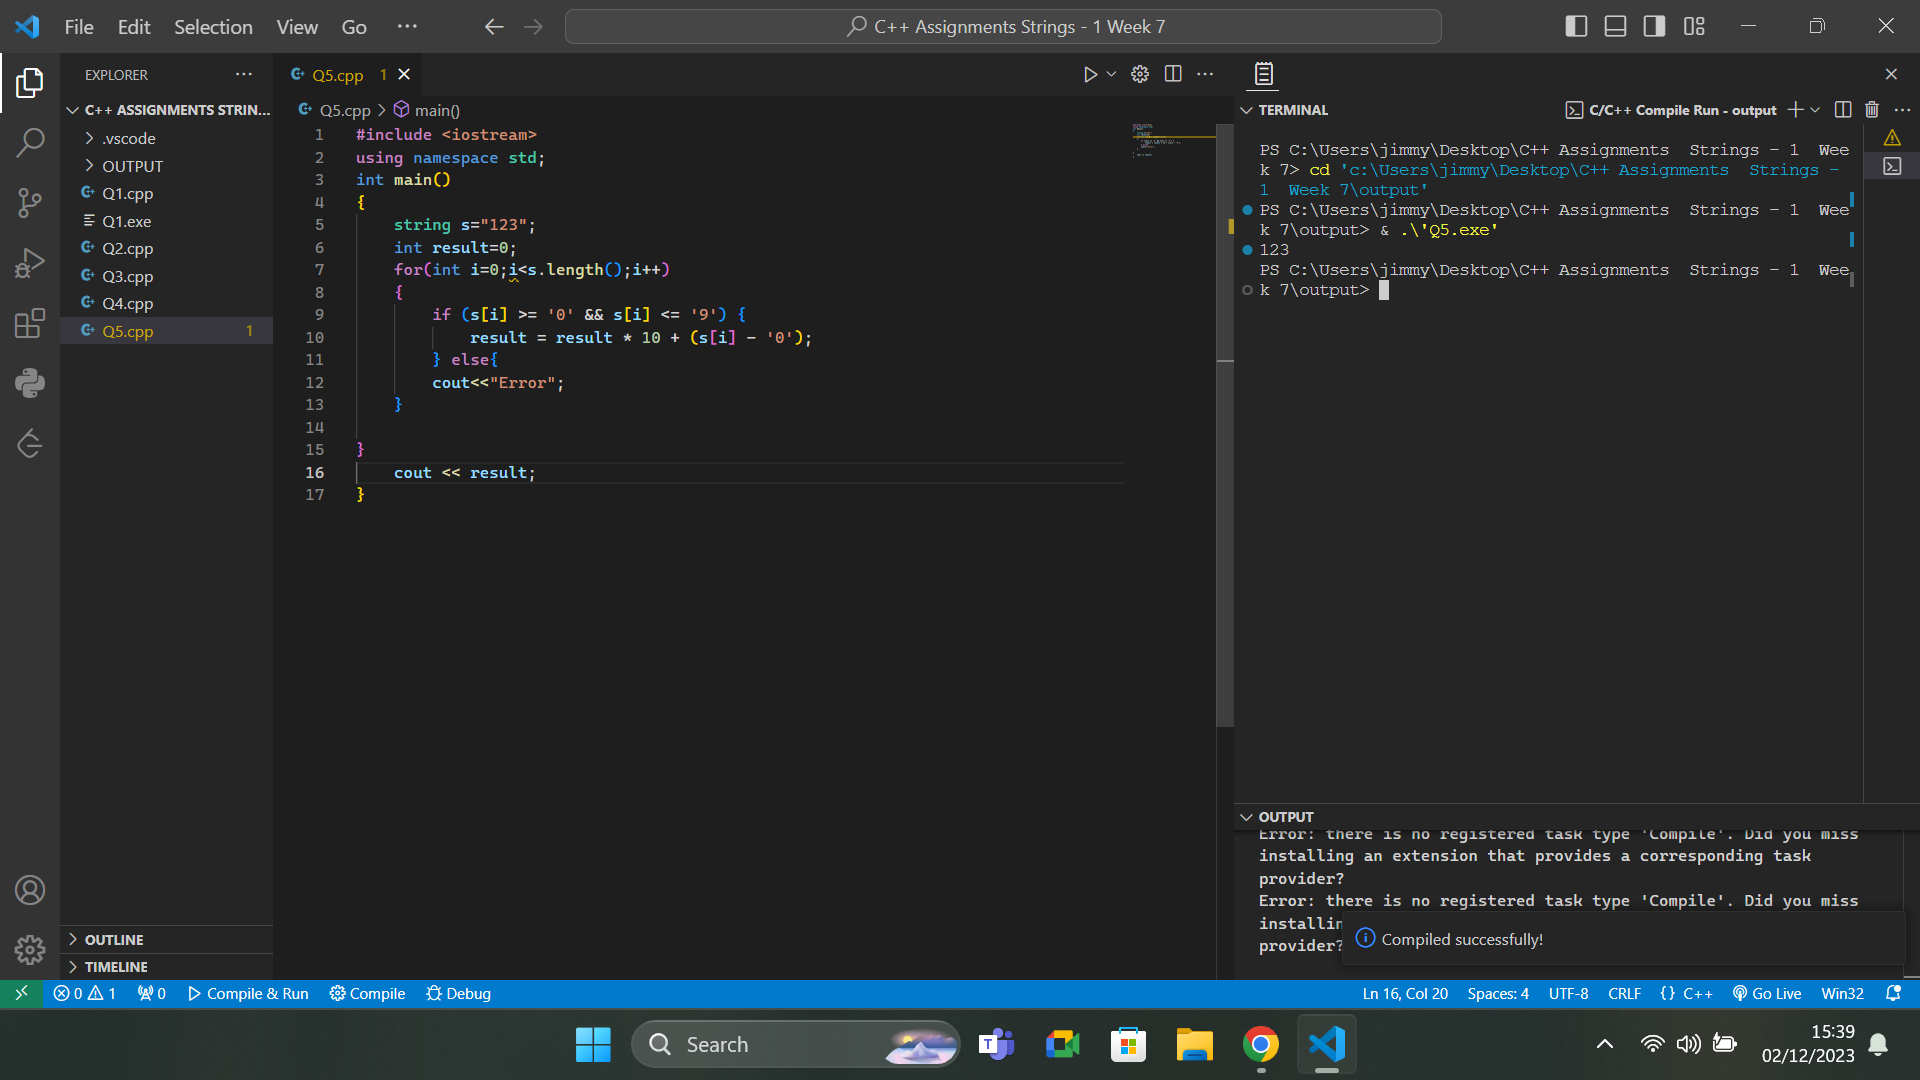 File Edit Selection View Go ··· C++ Assignments Strings - 1 Week 7
EXPLORER ···
C++ ASSIGNMENTS STRIN...
.vscode
OUTPUT
Q1.cpp
Q1.exe
Q2.cpp
Q3.cpp
Q4.cpp
Q5.cpp 1
OUTLINE
TIMELINE
Q5.cpp 1
Q5.cpp > main()
1 #include <iostream>
2 using namespace std;
3 int main()
4 {
5 string s="123";
6 int result=0;
7 for(int i=0;i<s.length();i++)
8 {
9 if (s[i] >= '0' && s[i] <= '9') {
10 result = result * 10 + (s[i] - '0');
11 } else{
12 cout<<"Error";
13 }
14
15 }
16 cout << result;
17 }
TERMINAL C/C++ Compile Run - output
PS C:\Users\jimmy\Desktop\C++ Assignments  Strings - 1  Wee
k 7> cd 'c:\Users\jimmy\Desktop\C++ Assignments  Strings -
1  Week 7\output'
PS C:\Users\jimmy\Desktop\C++ Assignments  Strings - 1  Wee
k 7\output> & .\'Q5.exe'
123
PS C:\Users\jimmy\Desktop\C++ Assignments  Strings - 1  Wee
k 7\output>
OUTPUT
Error: there is no registered task type 'Compile'. Did you miss
installing an extension that provides a corresponding task
provider?
Error: there is no registered task type 'Compile'. Did you miss
installin
provider?
Compiled successfully!
0 1 0 Compile & Run Compile Debug Ln 16, Col 20 Spaces: 4 UTF-8 CRLF {} C++ Go Live Win32
Search
15:39
02/12/2023